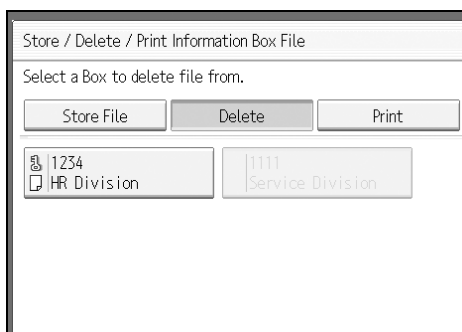 Store / Delete / Print Information Box File
Select a Box to delete file from.
Store File Delete Print
1234 1111
HR Division Service Division